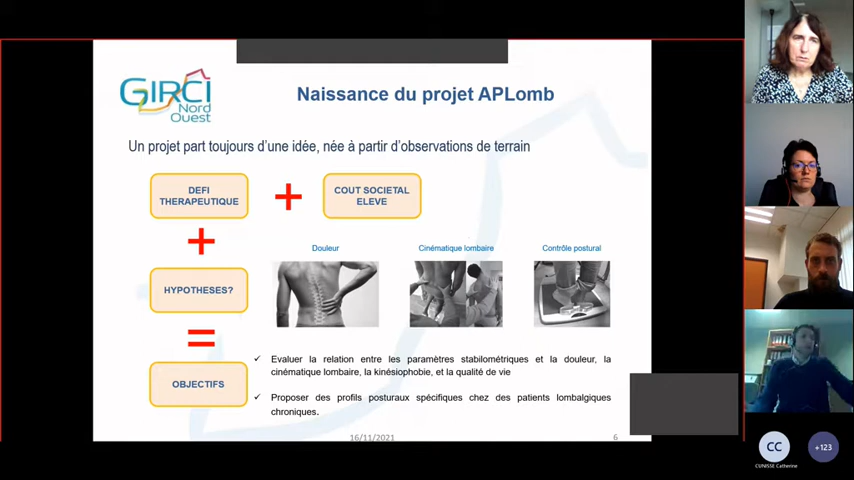 GIRCI
Nord
Ouest
Naissance du projet APLomb
Un projet part toujours d'une idée, née à partir d'observations de terrain
DEFI
THERAPEUTIQUE
+
COUT SOCIETAL
ELEVE
+
Douleur
Cinématique lombaire
Contrôle postural
HYPOTHESES?
=
OBJECTIFS
✓ Evaluer la relation entre les paramètres stabilométriques et la douleur, la
cinématique lombaire, la kinésiophobie, et la qualité de vie
✓ Proposer des profils posturaux spécifiques chez des patients lombalgiques
chroniques.
16/11/2021
6
CC
+123
CUNISSE Catherine